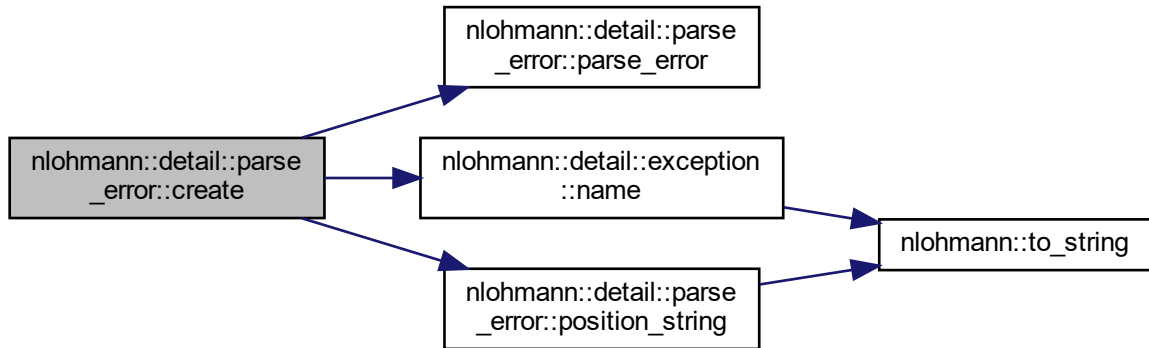 nlohmann::detail::parse
_error::parse_error
nlohmann::detail::parse
_error::create
nlohmann::detail::exception
::name
nlohmann::to_string
nlohmann::detail::parse
_error::position_string